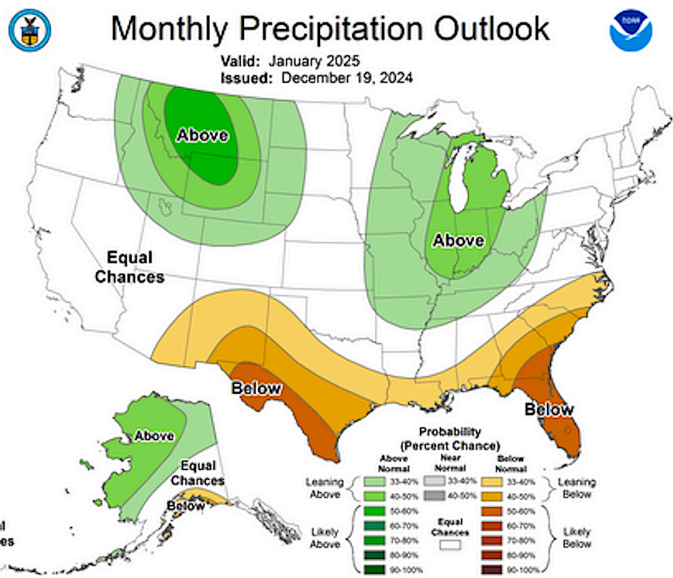 Monthly Precipitation Outlook
NOAA
Valid: January 2025
Issued: December 19, 2024
Above
Above
Equal
Chances
Below
Below
Above
Equal
Chances
Below
al
es
Probability
(Percent Chance)
Above
Normal
Near
Normal
Below
Normal
Leaning
Above
33-40%
40-50%
50-60%
60-70%
70-80%
80-90%
90-100%
Likely
Above
33-40%
40-50%
Equal
Chances
33-40%
40-50%
50-60%
60-70%
70-80%
80-90%
90-100%
Leaning
Below
Likely
Below